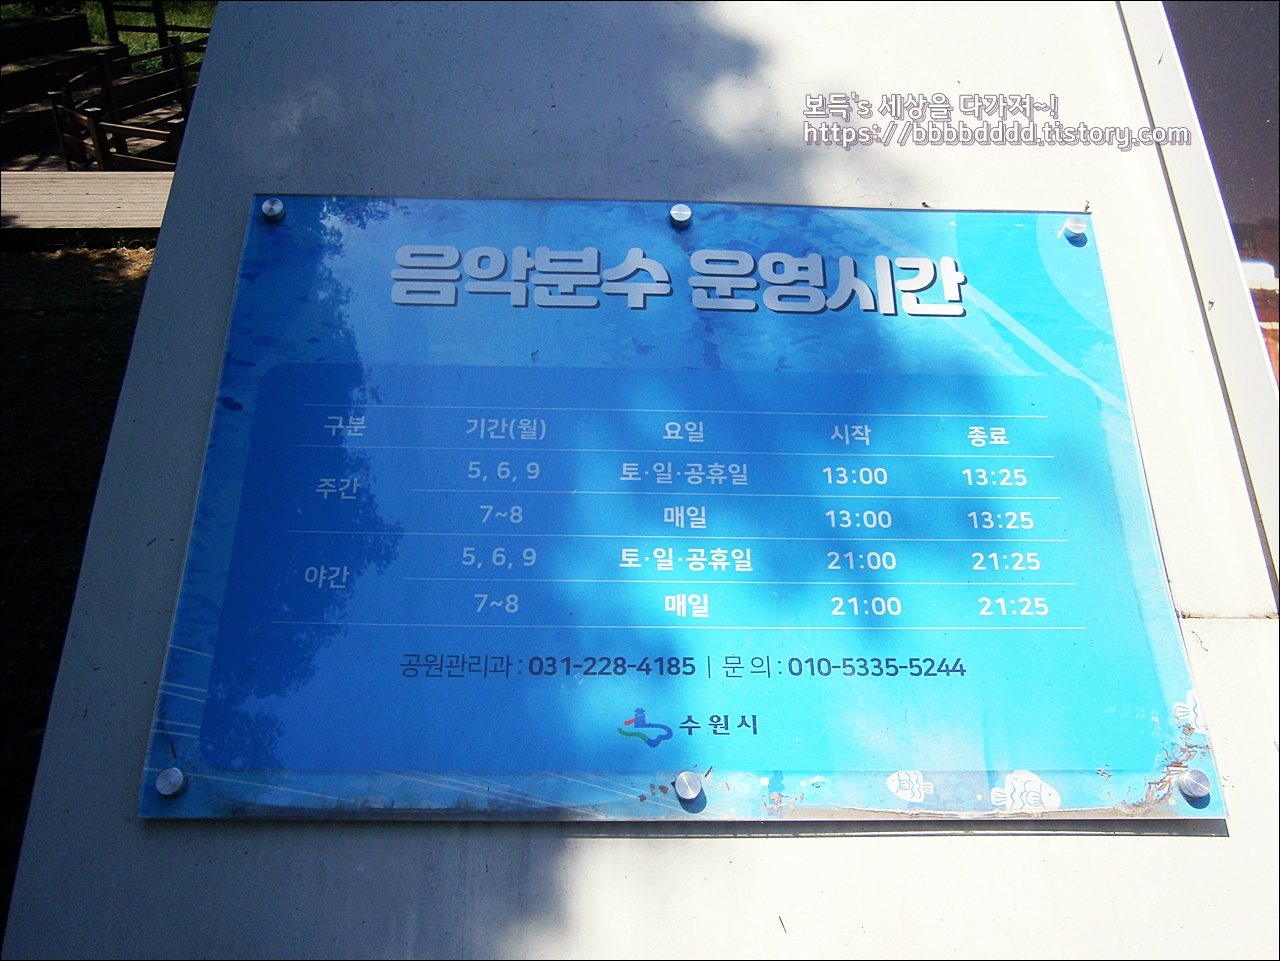 보득's 세상을 다가져~!
https://bbbbdddd.tistory.com
음악분수 운영시간
구분 기간(월) 요일 시작 종료
주간 5, 6, 9 토·일·공휴일 13:00 13:25
7~8 매일 13:00 13:25
야간 5, 6, 9 토·일·공휴일 21:00 21:25
7~8 매일 21:00 21:25
공원관리과 : 031-228-4185 | 문 의 : 010-5335-5244
수원시